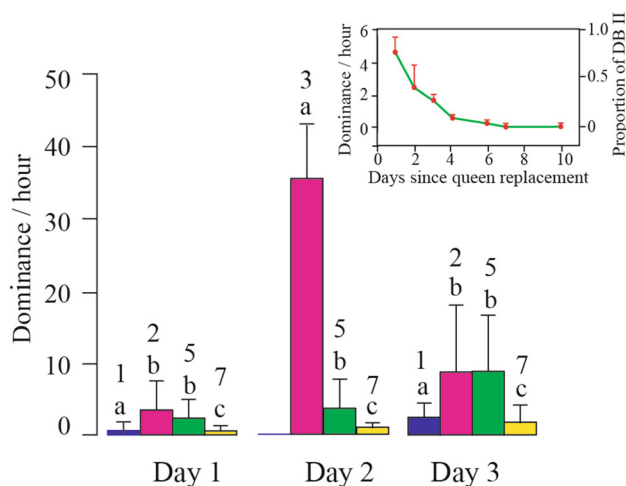 50
40
30
20
10
0
Dominance / hour
1
a
2
b
5
b
7
c
Day 1
3
a
5
b
7
c
Day 2
1
a
2
b
5
b
7
c
Day 3
6
4
2
0
Dominance / hour
1.0
0.5
0
Proportion of DB II
0 2 4 6 8 10
Days since queen replacement